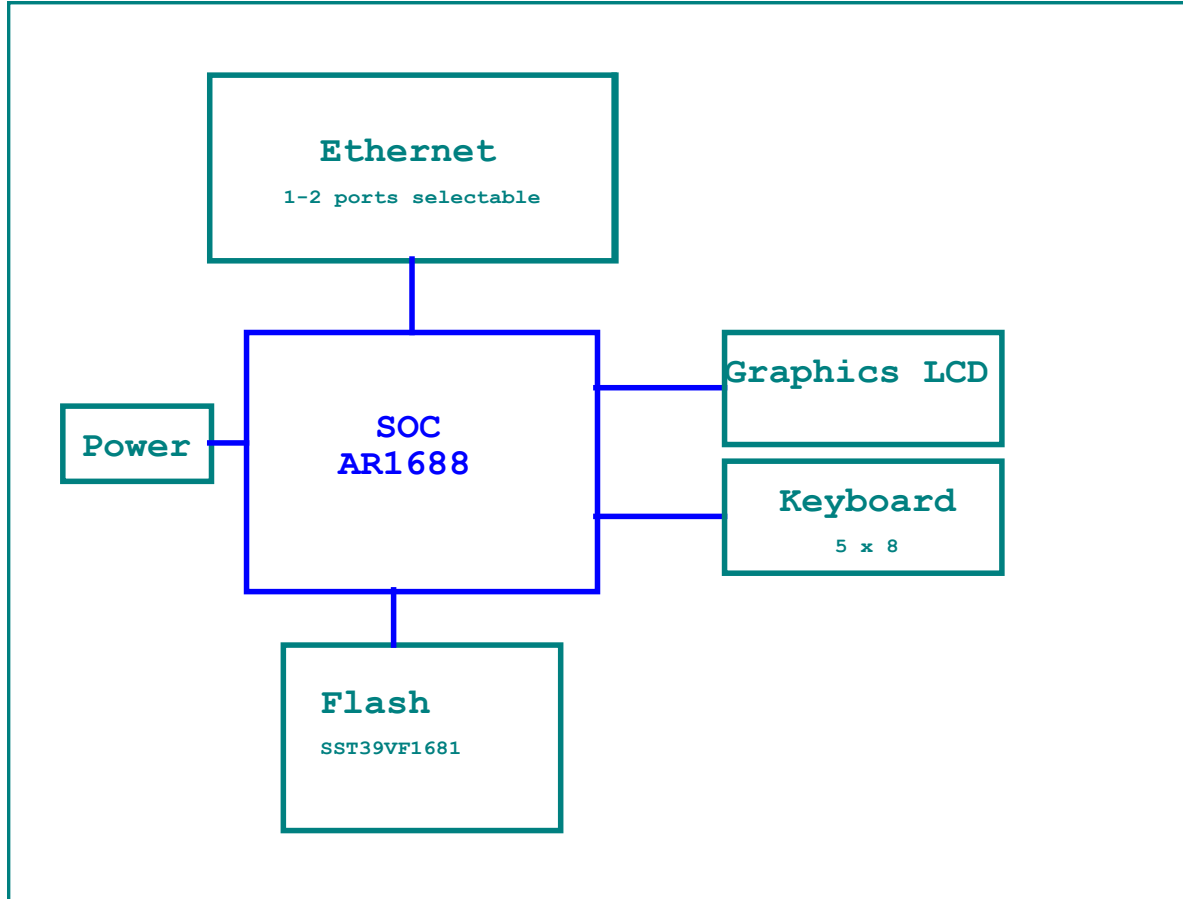 Ethernet
1-2 ports selectable
Graphics LCD
SOC
AR1688
Power
Keyboard
5 x 8
Flash
SST39VF1681